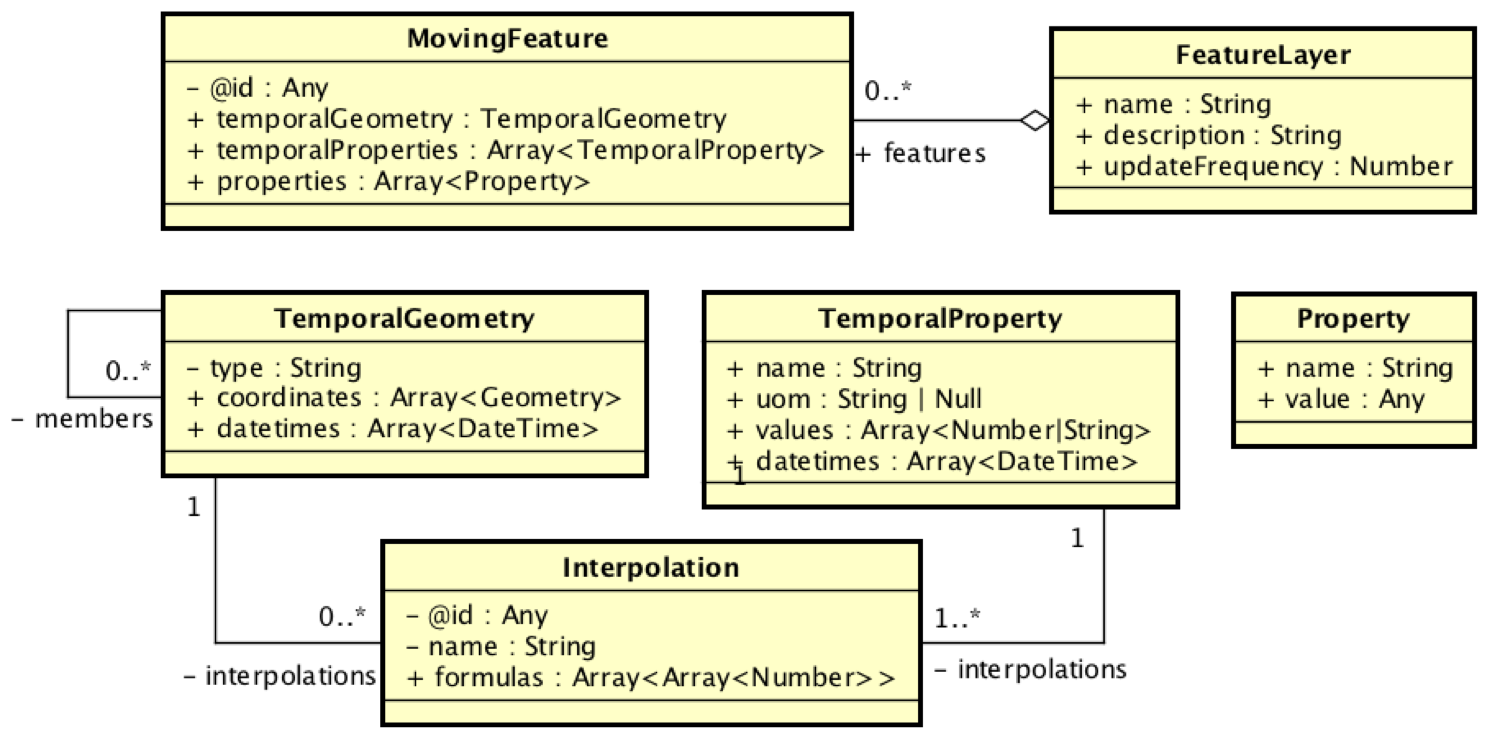 MovingFeature
- @id : Any
+ temporalGeometry : TemporalGeometry
+ temporalProperties : Array<TemporalProperty>
+ properties : Array<Property>
0..*
+ features
FeatureLayer
+ name : String
+ description : String
+ updateFrequency : Number
TemporalGeometry
- type : String
+ coordinates : Array<Geometry>
+ datetimes : Array<DateTime>
0..*
- members
TemporalProperty
+ name : String
+ uom : String | Null
+ values : Array<Number|String>
+ datetimes : Array<DateTime>
1
Property
+ name : String
+ value : Any
1
0..*
- interpolations
Interpolation
- @id : Any
- name : String
+ formulas : Array<Array<Number>>
1
1..*
- interpolations